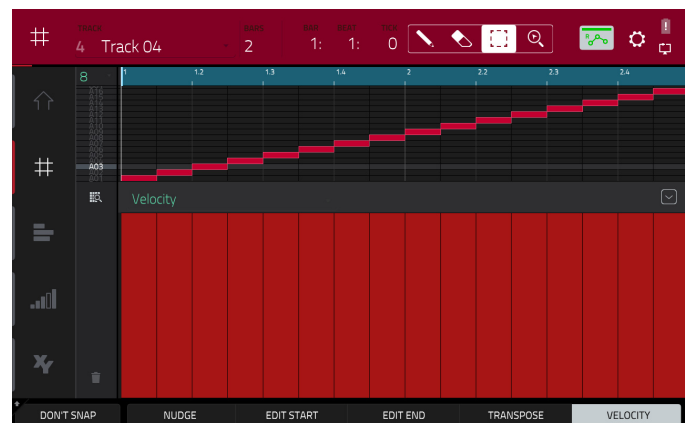 TRACK BARS BAR BEAT TICK
4 Track 04 2 1: 1: 0
8 1 1.2 1.3 1.4 2 2.2 2.3 2.4
A03
Velocity
DON'T SNAP NUDGE EDIT START EDIT END TRANSPOSE VELOCITY